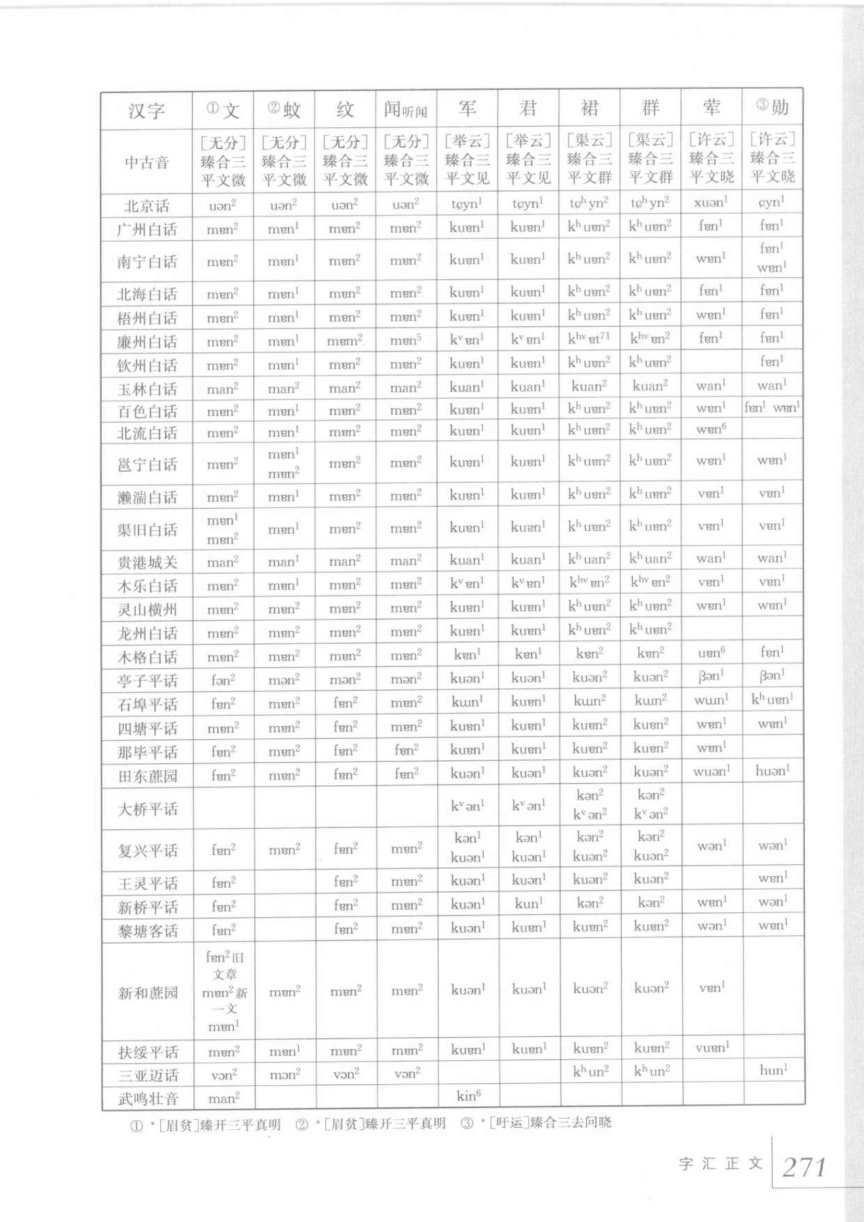 汉字 ①文 ②蚊 纹 闻听闻 军 君 裙 群 荤 ③勋
中古音 [无分]臻合三平文微 [无分]臻合三平文微 [无分]臻合三平文微 [无分]臻合三平文微 [举云]臻合三平文见 [举云]臻合三平文见 [渠云]臻合三平文群 [渠云]臻合三平文群 [许云]臻合三平文晓 [许云]臻合三平文晓
北京话 uən² uən² uən² uən² tɕyn¹ tɕyn¹ tɕʰyn² tɕʰyn² xuən¹ ɕyn¹
广州白话 mɐn² mɐn¹ mɐn² mɐn² kuɐn¹ kuɐn¹ kʰuɐn² kʰuɐn² fɐn¹ fɐn¹
南宁白话 mɐn² mɐn¹ mɐn² mɐn² kuɐn¹ kuɐn¹ kʰuɐn² kʰuɐn² wɐn¹ fɐn¹ wɐn¹
北海白话 mɐn² mɐn¹ mɐn² mɐn² kuɐn¹ kuɐn¹ kʰuɐn² kʰuɐn² fɐn¹ fɐn¹
梧州白话 mɐn² mɐn¹ mɐn² mɐn² kuɐn¹ kuɐn¹ kʰuɐn² kʰuɐn² wɐn¹ fɐn¹
廉州白话 mɐn² mɐn¹ mɐm² mɐn⁵ kᵛɐn¹ kᵛɐn¹ kʰᵛɐt⁷¹ kʰᵛɐn² fɐn¹ fɐn¹
钦州白话 mɐn² mɐn¹ mɐn² mɐn² kuɐn¹ kuɐn¹ kʰuɐn² kʰuɐn² fɐn¹
玉林白话 man² man² man² man² kuan¹ kuan¹ kuan² kuan² wan¹ wan¹
百色白话 mɐn² mɐn¹ mɐn² mɐn² kuɐn¹ kuɐn¹ kʰuɐn² kʰuɐn² wɐn¹ fɐn¹ wɐn¹
北流白话 mɐn² mɐn¹ mɐn² mɐn² kuɐn¹ kuɐn¹ kʰuɐn² kʰuɐn² wɐn⁶
邕宁白话 mɐn² mɐn¹ mɐn² mɐn² mɐn² kuɐn¹ kuɐn¹ kʰuɐn² kʰuɐn² wɐn¹ wɐn¹
濑湍白话 mɐn² mɐn¹ mɐn² mɐn² kuɐn¹ kuɐn¹ kʰuɐn² kʰuɐn² vɐn¹ vɐn¹
渠旧白话 mɐn¹ mɐn² mɐn¹ mɐn² mɐn² kuɐn¹ kuɐn¹ kʰuɐn² kʰuɐn² vɐn¹ vɐn¹
贵港城关 man² man¹ man² man² kuan¹ kuan¹ kʰuan² kʰuan² wan¹ wan¹
木乐白话 mɐn² mɐn¹ mɐn² mɐn² kᵛɐn¹ kᵛɐn¹ kʰᵛɐn² kʰᵛɐn² vɐn¹ vɐn¹
灵山横州 mɐn² mɐn² mɐn² mɐn² kuɐn¹ kuɐn¹ kʰuɐn² kʰuɐn² wɐn¹ wɐn¹
龙州白话 mɐn² mɐn² mɐn² mɐn² kuɐn¹ kuɐn¹ kʰuɐn² kʰuɐn²
木格白话 mɐn² mɐn² mɐn² mɐn² kɐn¹ kɐn¹ kɐn² kɐn² uɐn⁶ fɐn¹
亭子平话 fən² mən² mən² mən² kuən¹ kuən¹ kuən² kuən² βən¹ βən¹
石埠平话 fɐn² mɐn² fɐn² mɐn² kɯn¹ kuɐn¹ kɯn² kɯn² wɯn¹ kʰuɐn¹
四塘平话 mɐn² mɐn² fɐn² mɐn² kuɐn¹ kuɐn¹ kuɐn² kuɐn² wɐn¹ wɐn¹
那毕平话 fɐn² mɐn² fɐn² fɐn² kuɐn¹ kuɐn¹ kuɐn² kuɐn² wɐn¹
田东蔗园 fɐn² mɐn² fɐn² fɐn² kuən¹ kuən¹ kuən² kuən² wuən¹ huən¹
大桥平话 kᵛən¹ kᵛən¹ kən² kᵛən² kən² kᵛən²
复兴平话 fɐn² mɐn² fɐn² mɐn² kən¹ kuən¹ kən¹ kuən¹ kən² kuən² kən² kuən² wən¹ wən¹
王灵平话 fɐn² fɐn² mɐn² kuən¹ kuən¹ kuən² kuən² wɐn¹
新桥平话 fɐn² fɐn² mɐn² kuən¹ kun¹ kən² kən² wɐn¹ wən¹
黎塘客话 fɐn² fɐn² mɐn² kuən¹ kuɐn¹ kuɐn² kuɐn² wən¹ wɐn¹
新和蔗园 fɐn²旧文章 mɐn²新一文 mɐn¹ mɐn² mɐn² mɐn² kuən¹ kuən¹ kuən² kuən² vɐn¹
扶绥平话 mɐn² mɐn¹ mɐn² mɐn² kuɐn¹ kuɐn¹ kuɐn² kuɐn² vuɐn¹
三亚迈话 vən² mən² vən² vən² kʰun² kʰun² hun¹
武鸣壮音 man² kin⁶
①*[眉贫]臻开三平真明 ②*[眉贫]臻开三平真明 ③*[吁运]臻合三去问晓
字汇正文 271